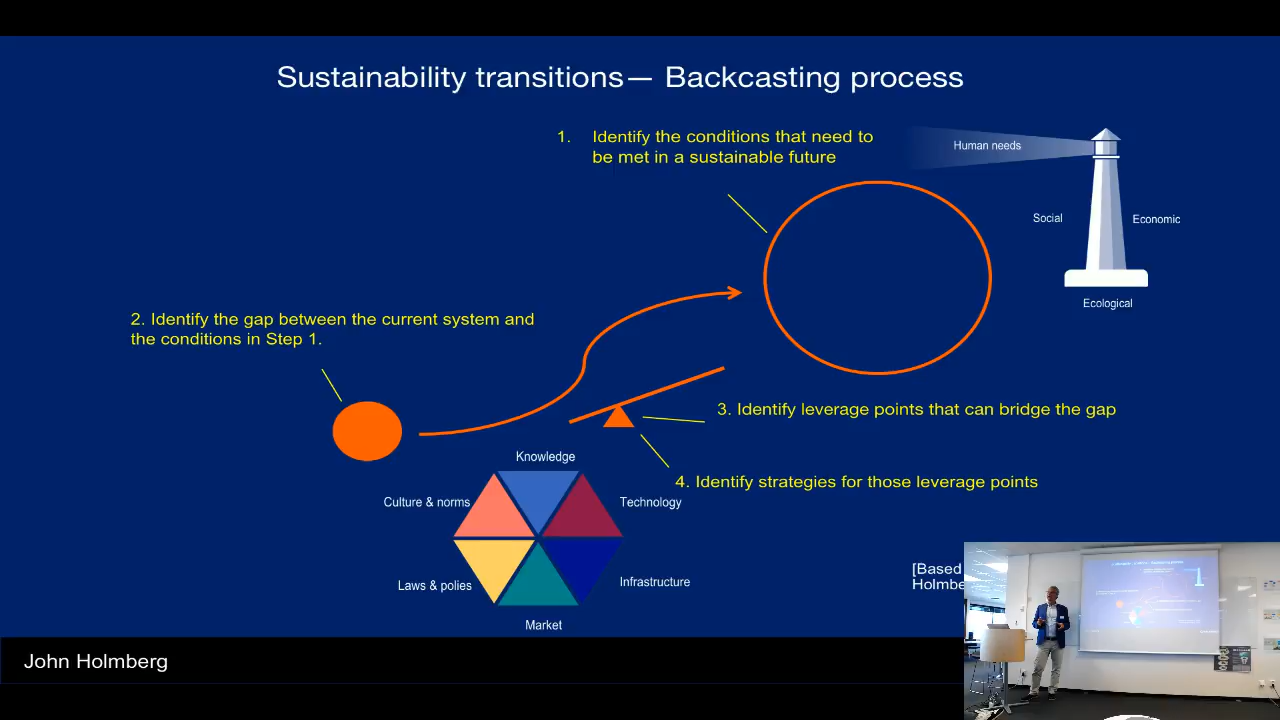 Sustainability transitions— Backcasting process
1. Identify the conditions that need to
be met in a sustainable future
Human needs
Social
Economic
Ecological
2. Identify the gap between the current system and
the conditions in Step 1.
3. Identify leverage points that can bridge the gap
4. Identify strategies for those leverage points
Knowledge
Culture & norms
Technology
Laws & polies
Infrastructure
Market
[Based
Holmbe
John Holmberg